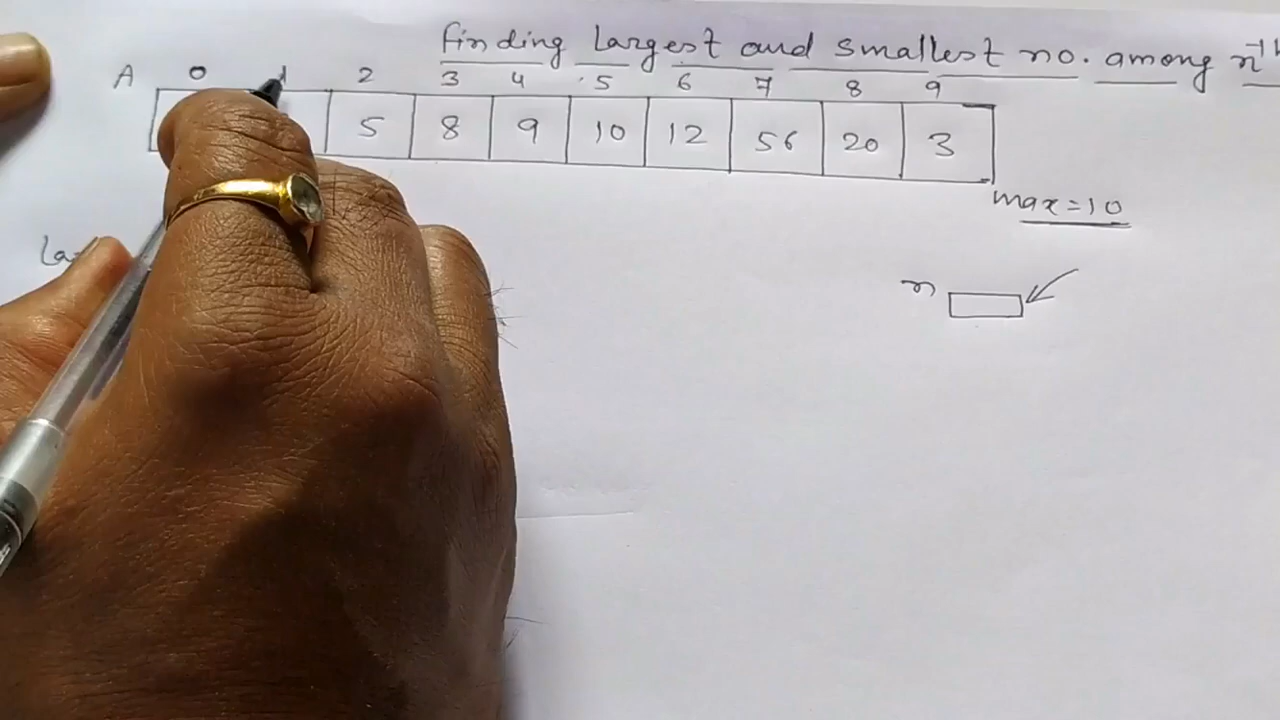 Finding Largest and Smallest no. among
A 0 1 2 3 4 5 6 7 8 9
5 8 9 10 12 56 20 3
max=10
n